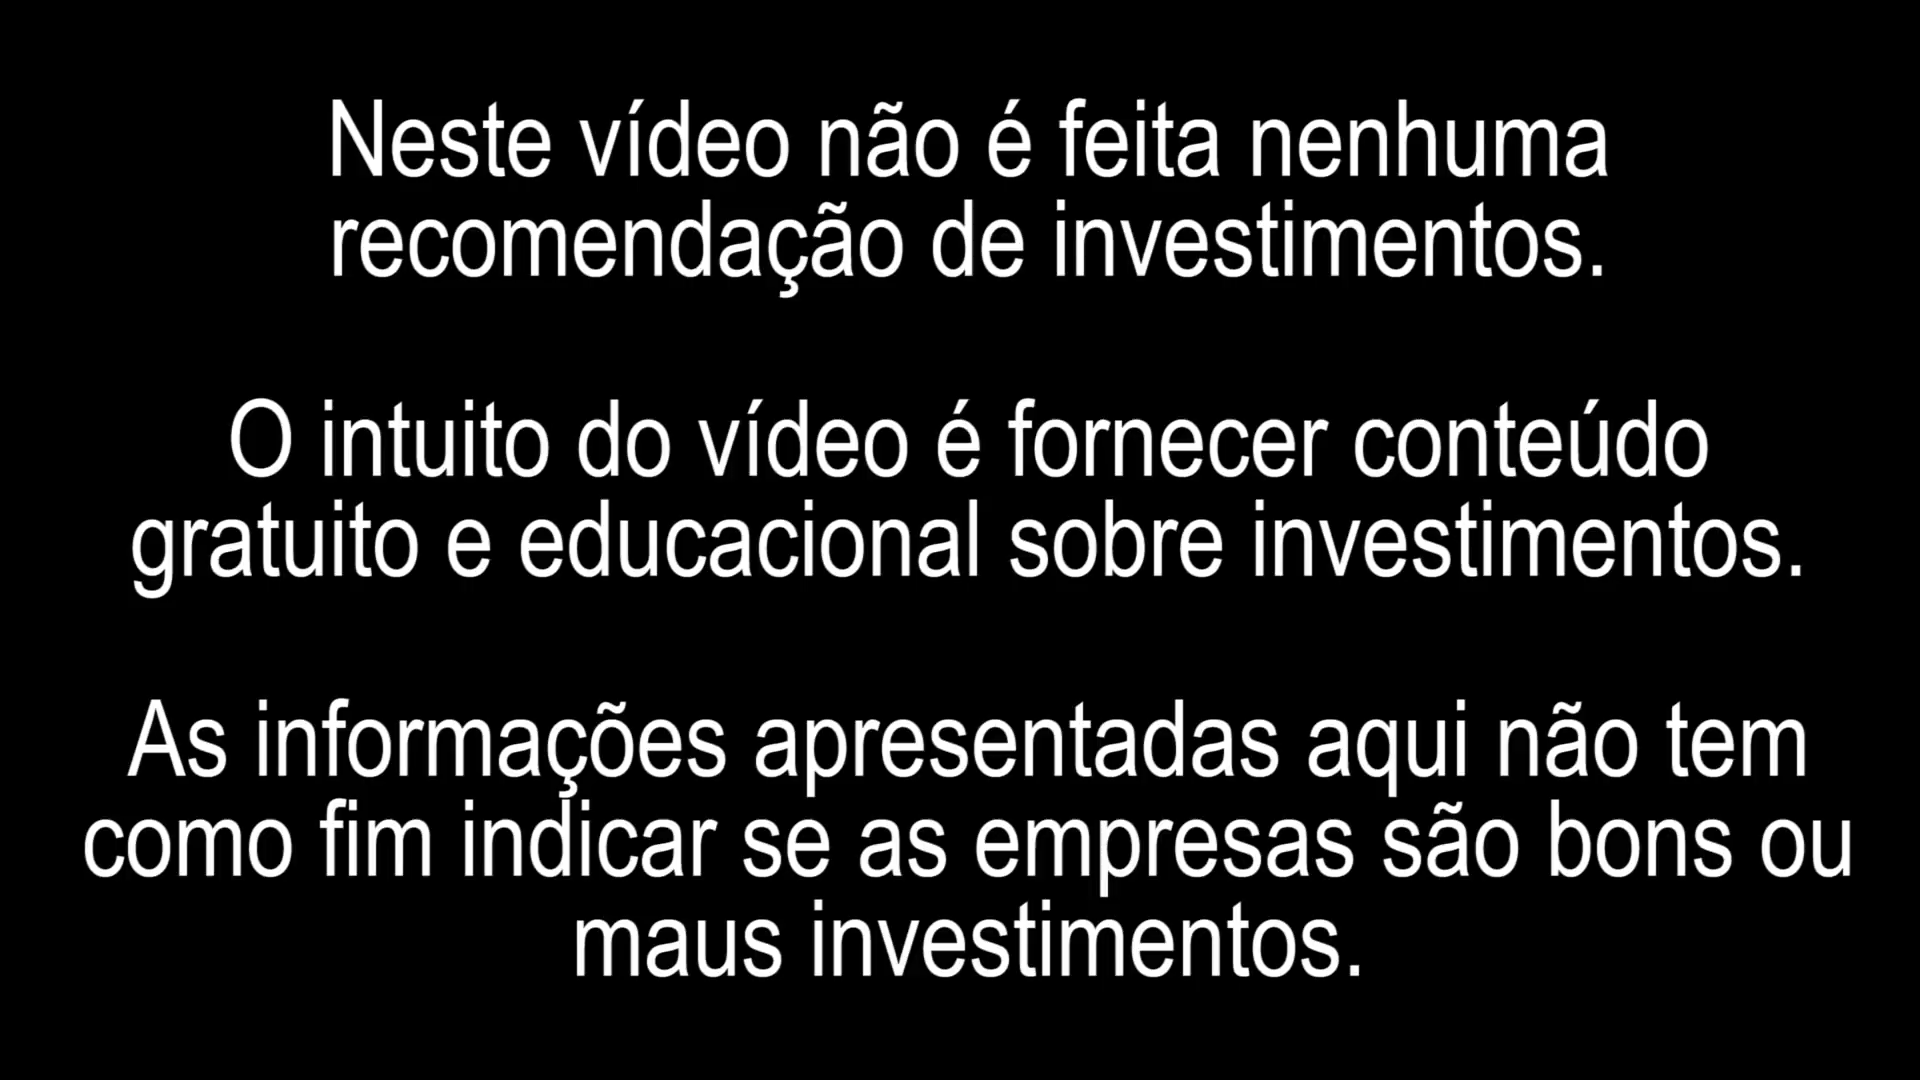 Neste vídeo não é feita nenhuma
recomendação de investimentos.
O intuito do vídeo é fornecer conteúdo
gratuito e educacional sobre investimentos.
As informações apresentadas aqui não tem
como fim indicar se as empresas são bons ou
maus investimentos.